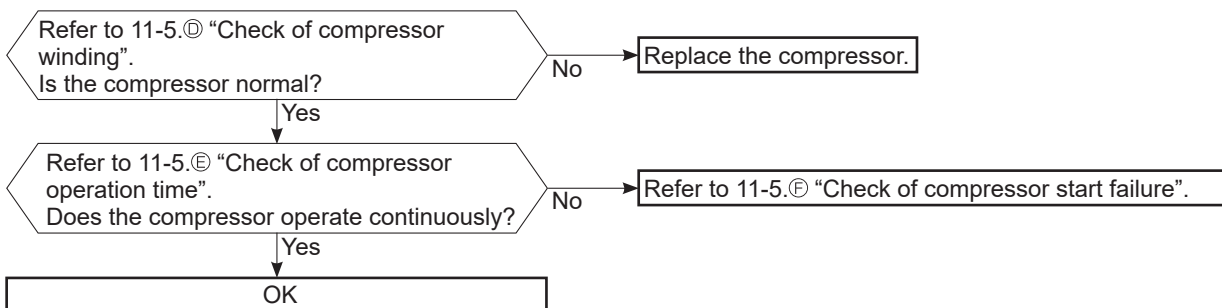 Refer to 11-5.Ⓓ “Check of compressor
winding”.
Is the compressor normal?
No
Replace the compressor.
Yes
Refer to 11-5.Ⓔ “Check of compressor
operation time”.
Does the compressor operate continuously?
No
Refer to 11-5.Ⓕ “Check of compressor start failure”.
Yes
OK